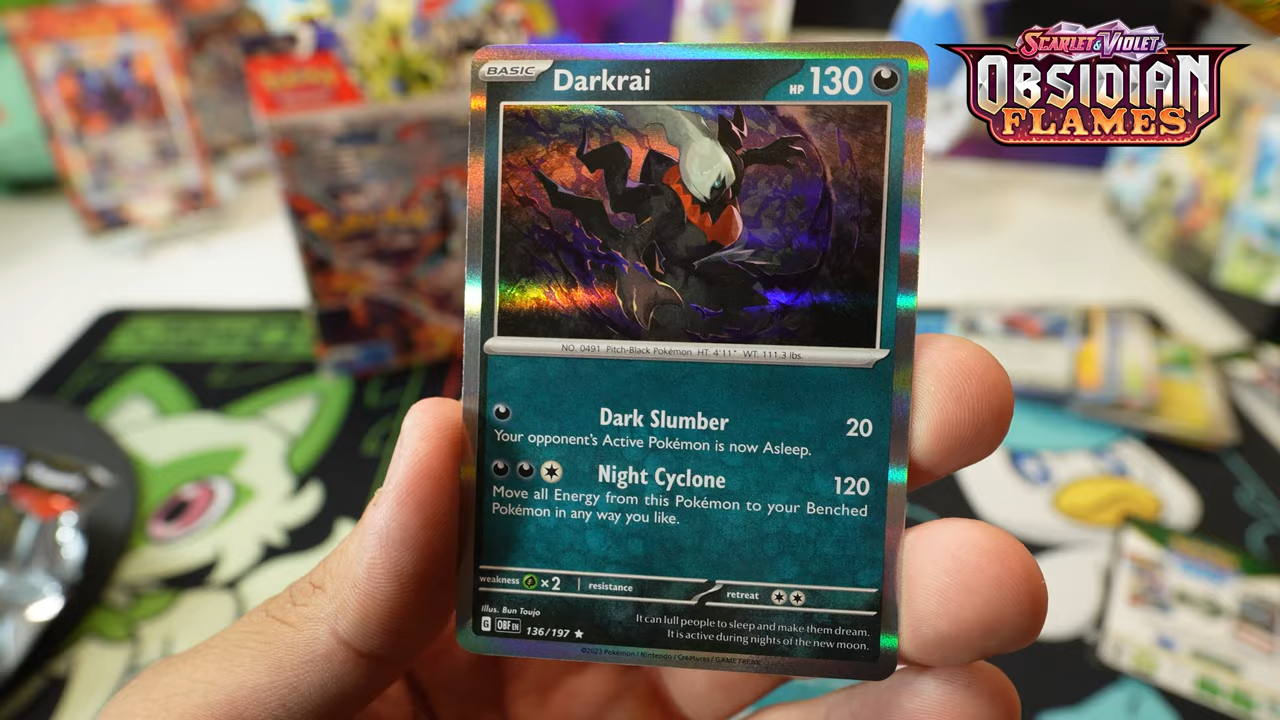 SCARLET & VIOLET
OBSIDIAN
FLAMES
BASIC Darkrai HP 130
NO. 0491 Pitch-Black Pokémon HT: 4'11" WT: 111.3 lbs.
Dark Slumber 20
Your opponent's Active Pokémon is now Asleep.
Night Cyclone 120
Move all Energy from this Pokémon to your Benched
Pokémon in any way you like.
weakness ×2 resistance retreat
Illus. Bun Toujo
G OBF EN 136/197 ★
It can lull people to sleep and make them dream.
It is active during nights of the new moon.
©2023 Pokémon / Nintendo / Creatures / GAME FREAK